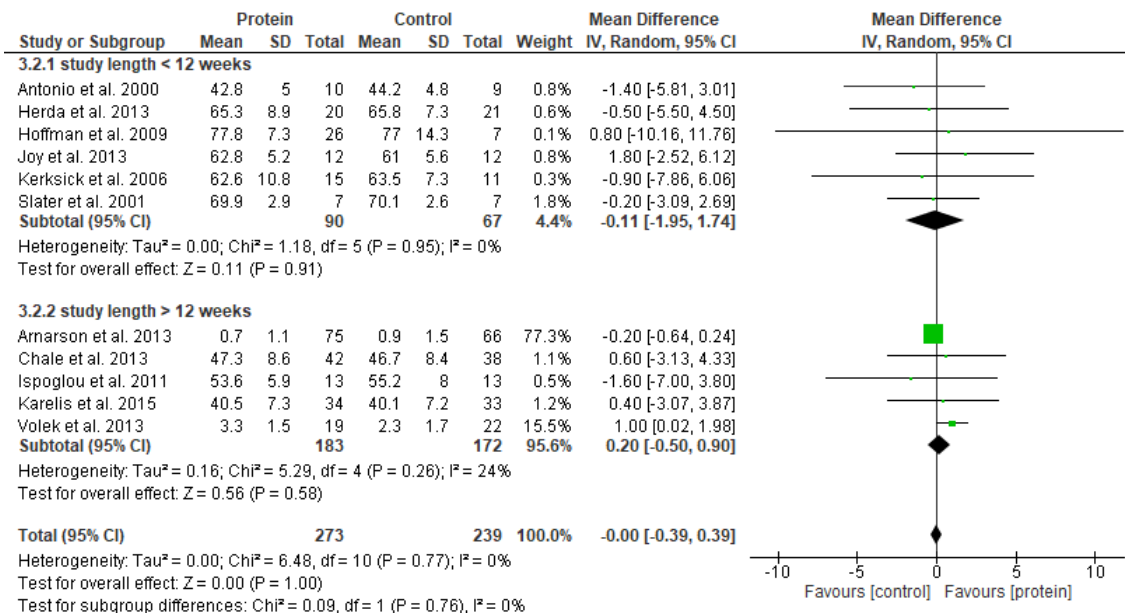 Protein Control Mean Difference Mean Difference
Study or Subgroup Mean SD Total Mean SD Total Weight IV, Random, 95% CI IV, Random, 95% CI
3.2.1 study length < 12 weeks
Antonio et al. 2000 42.8 5 10 44.2 4.8 9 0.8% -1.40 [-5.81, 3.01]
Herda et al. 2013 65.3 8.9 20 65.8 7.3 21 0.6% -0.50 [-5.50, 4.50]
Hoffman et al. 2009 77.8 7.3 26 77 14.3 7 0.1% 0.80 [-10.16, 11.76]
Joy et al. 2013 62.8 5.2 12 61 5.6 12 0.8% 1.80 [-2.52, 6.12]
Kerksick et al. 2006 62.6 10.8 15 63.5 7.3 11 0.3% -0.90 [-7.86, 6.06]
Slater et al. 2001 69.9 2.9 7 70.1 2.6 7 1.8% -0.20 [-3.09, 2.69]
Subtotal (95% CI) 90 67 4.4% -0.11 [-1.95, 1.74]
Heterogeneity: Tau² = 0.00; Chi² = 1.18, df = 5 (P = 0.95); I² = 0%
Test for overall effect: Z = 0.11 (P = 0.91)
3.2.2 study length > 12 weeks
Arnarson et al. 2013 0.7 1.1 75 0.9 1.5 66 77.3% -0.20 [-0.64, 0.24]
Chale et al. 2013 47.3 8.6 42 46.7 8.4 38 1.1% 0.60 [-3.13, 4.33]
Ispoglou et al. 2011 53.6 5.9 13 55.2 8 13 0.5% -1.60 [-7.00, 3.80]
Karelis et al. 2015 40.5 7.3 34 40.1 7.2 33 1.2% 0.40 [-3.07, 3.87]
Volek et al. 2013 3.3 1.5 19 2.3 1.7 22 15.5% 1.00 [0.02, 1.98]
Subtotal (95% CI) 183 172 95.6% 0.20 [-0.50, 0.90]
Heterogeneity: Tau² = 0.16; Chi² = 5.29, df = 4 (P = 0.26); I² = 24%
Test for overall effect: Z = 0.56 (P = 0.58)
Total (95% CI) 273 239 100.0% -0.00 [-0.39, 0.39]
Heterogeneity: Tau² = 0.00; Chi² = 6.48, df = 10 (P = 0.77); I² = 0%
Test for overall effect: Z = 0.00 (P = 1.00)
Test for subgroup differences: Chi² = 0.09, df = 1 (P = 0.76), I² = 0%
-10 -5 0 5 10
Favours [control] Favours [protein]